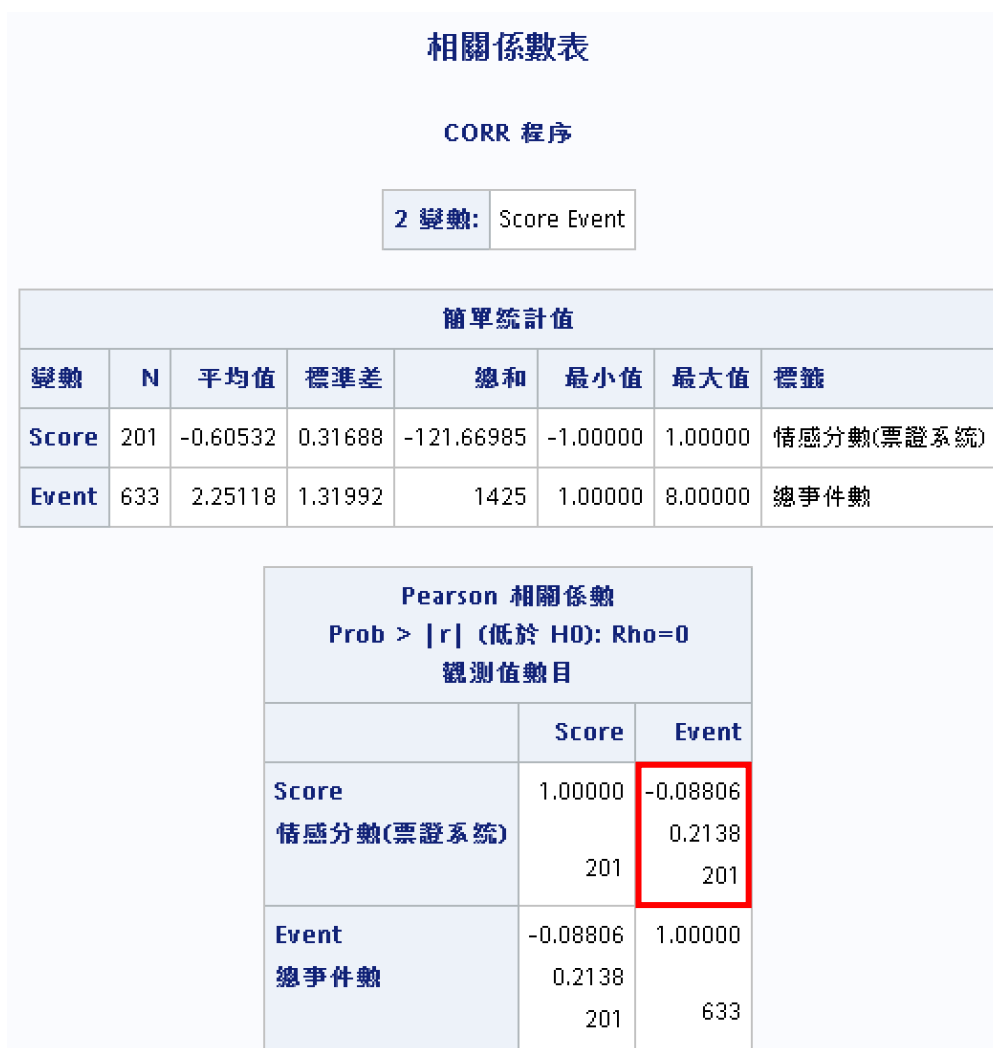 相關係數表
CORR 程序
2 變數: Score Event
簡單統計值
變數 N 平均值 標準差 總和 最小值 最大值 標籤
Score 201 -0.60532 0.31688 -121.66985 -1.00000 1.00000 情感分數(票證系統)
Event 633 2.25118 1.31992 1425 1.00000 8.00000 總事件數
Pearson 相關係數
Prob > |r| (低於 H0): Rho=0
觀測值數目
Score Event
Score 1.00000 -0.08806
情感分數(票證系統) 0.2138
201 201
Event -0.08806 1.00000
總事件數 0.2138
201 633